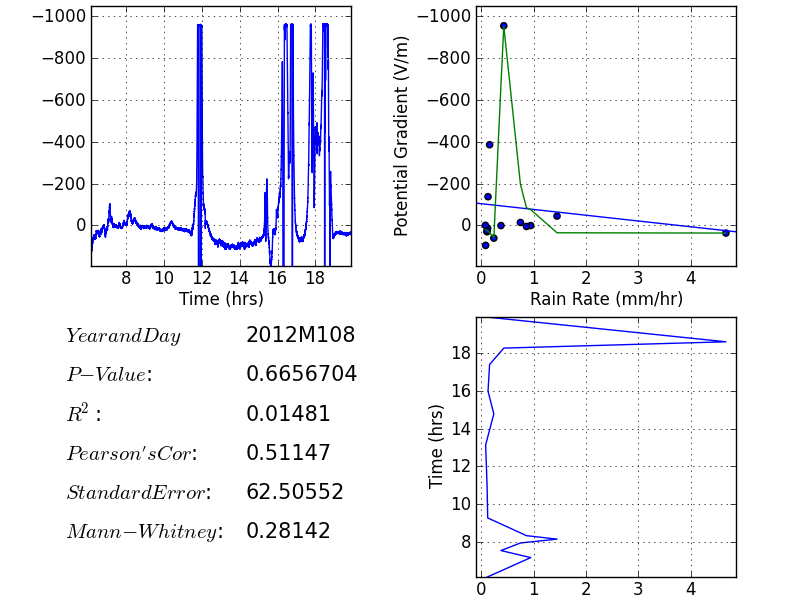 −1000
−800
−600
−400
−200
0
8 10 12 14 16 18
Time (hrs)
Potential Gradient (V/m)
−1000
−800
−600
−400
−200
0
0 1 2 3 4
Rain Rate (mm/hr)
YearandDay 2012M108
P−Value: 0.6656704
R²: 0.01481
Pearson'sCor: 0.51147
StandardError: 62.50552
Mann−Whitney: 0.28142
Time (hrs)
18
16
14
12
10
8
0 1 2 3 4